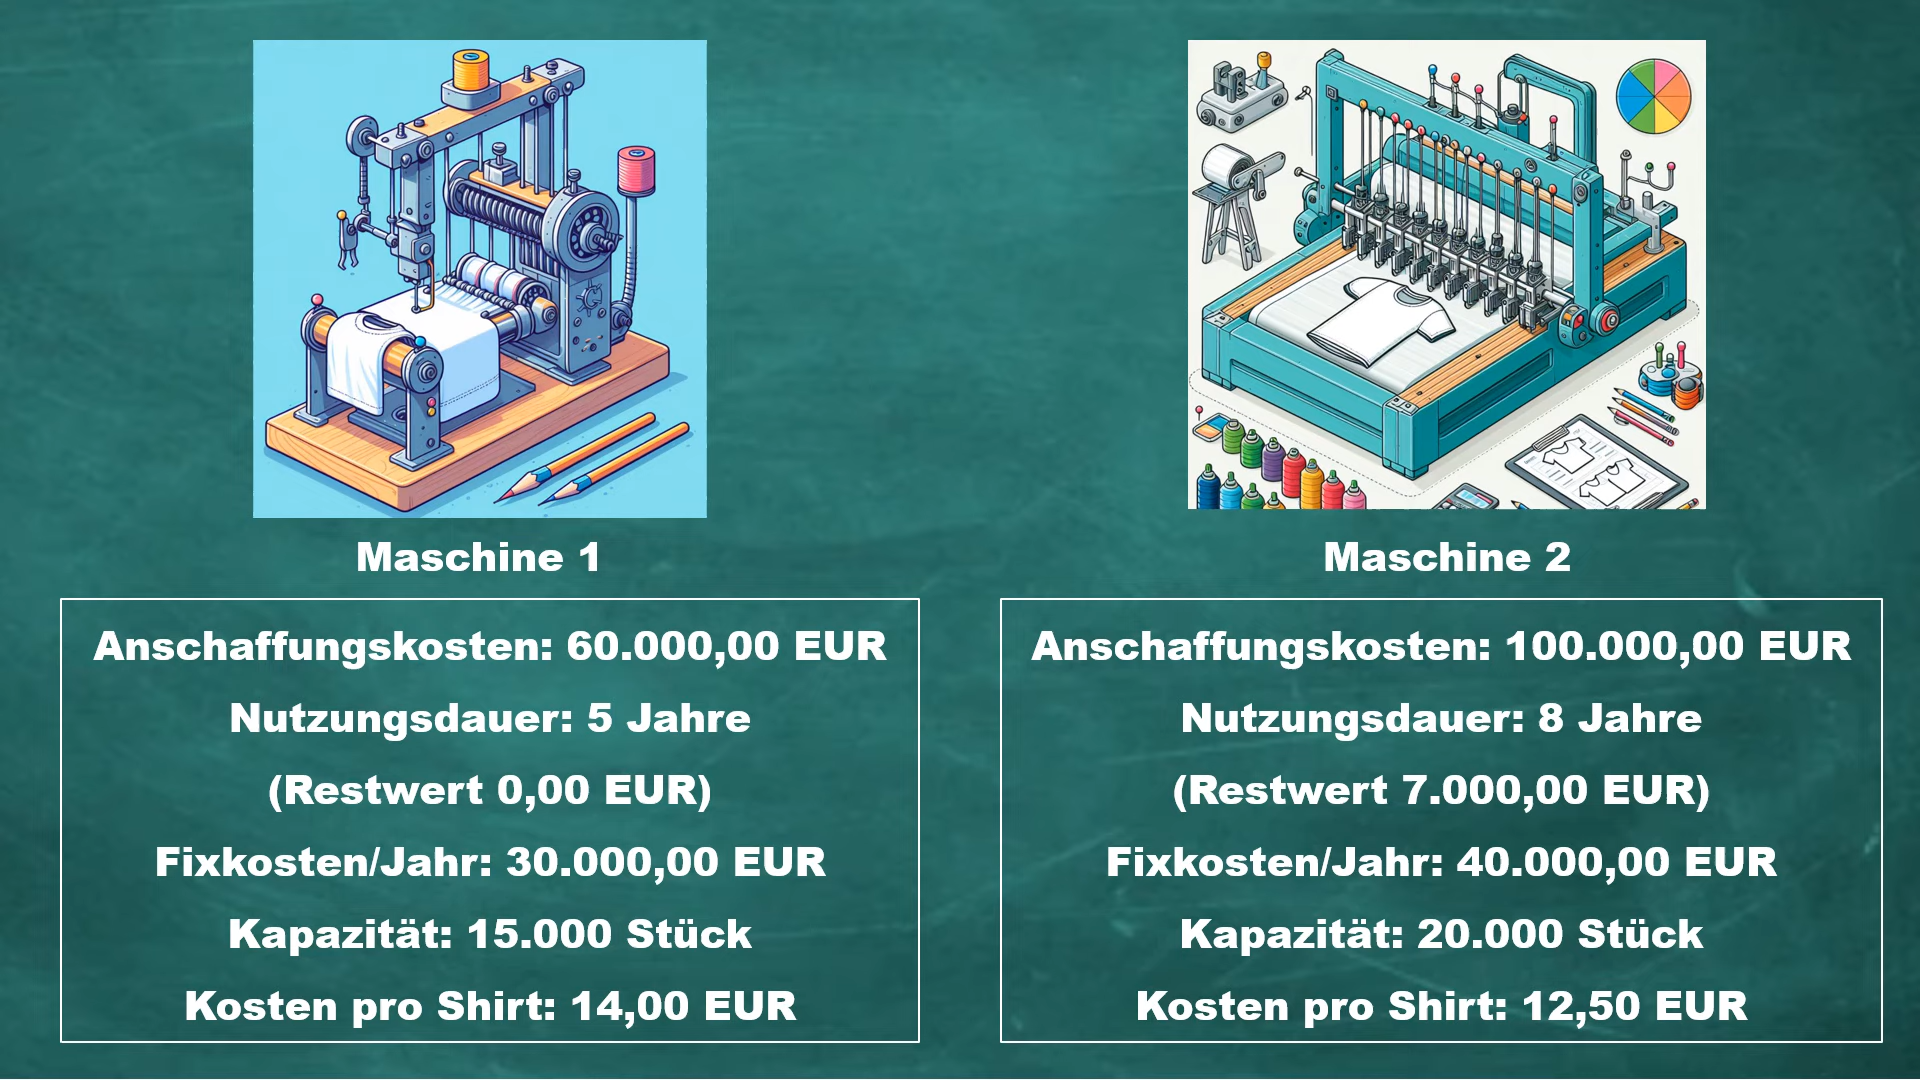 Maschine 1
Anschaffungskosten: 60.000,00 EUR
Nutzungsdauer: 5 Jahre
(Restwert 0,00 EUR)
Fixkosten/Jahr: 30.000,00 EUR
Kapazität: 15.000 Stück
Kosten pro Shirt: 14,00 EUR
Maschine 2
Anschaffungskosten: 100.000,00 EUR
Nutzungsdauer: 8 Jahre
(Restwert 7.000,00 EUR)
Fixkosten/Jahr: 40.000,00 EUR
Kapazität: 20.000 Stück
Kosten pro Shirt: 12,50 EUR